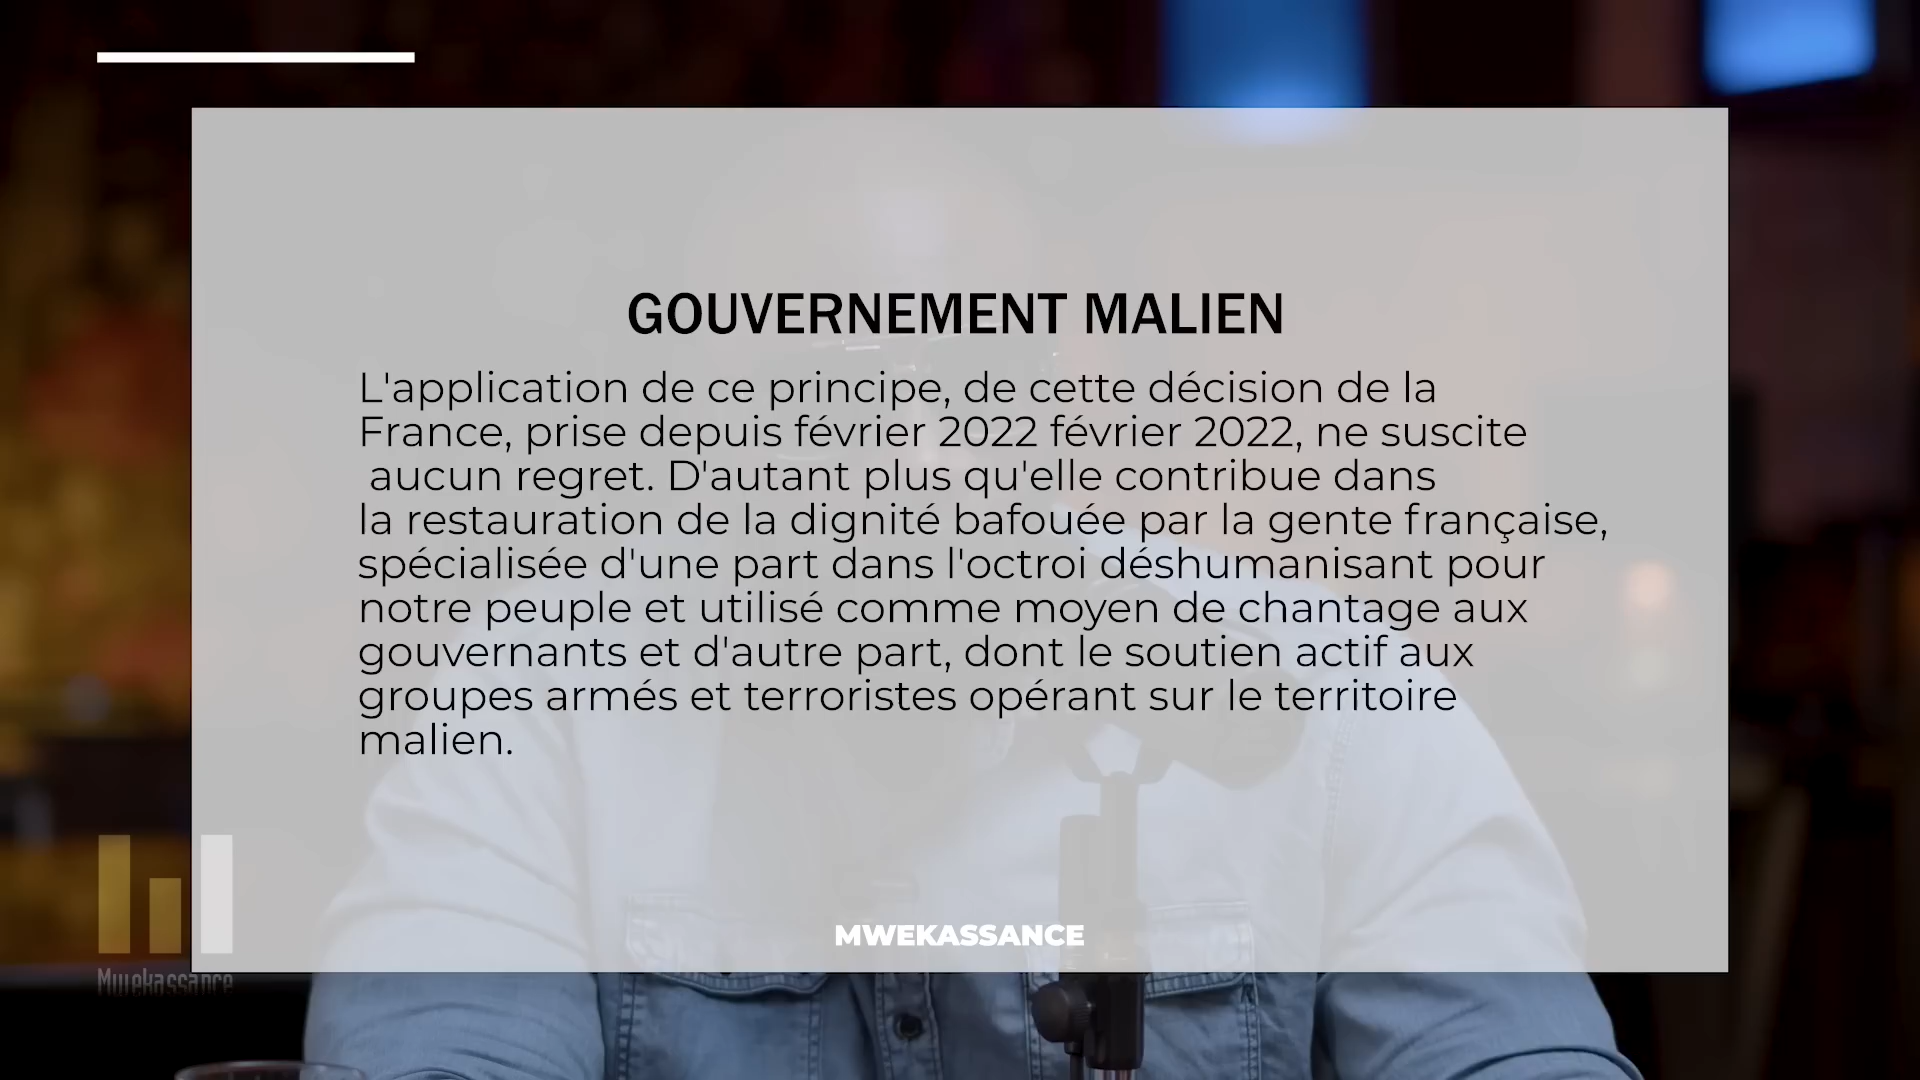 GOUVERNEMENT MALIEN
L'application de ce principe, de cette décision de la
France, prise depuis février 2022 février 2022, ne suscite
aucun regret. D'autant plus qu'elle contribue dans
la restauration de la dignité bafouée par la gente française,
spécialisée d'une part dans l'octroi déshumanisant pour
notre peuple et utilisé comme moyen de chantage aux
gouvernants et d'autre part, dont le soutien actif aux
groupes armés et terroristes opérant sur le territoire
malien.
MWEKASSANCE
Mwekassance